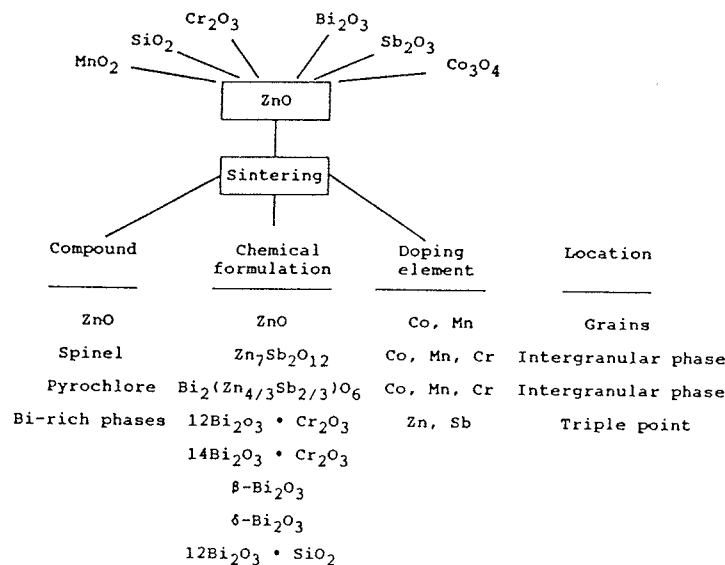 Cr₂O₃ Bi₂O₃
SiO₂ Sb₂O₃
MnO₂ Co₃O₄
ZnO
Sintering
Compound Chemical formulation Doping element Location
ZnO ZnO Co, Mn Grains
Spinel Zn₇Sb₂O₁₂ Co, Mn, Cr Intergranular phase
Pyrochlore Bi₂(Zn₄/₃Sb₂/₃)O₆ Co, Mn, Cr Intergranular phase
Bi-rich phases 12Bi₂o₃ • Cr₂O₃ Zn, Sb Triple point
14Bi₂O₃ • Cr₂O₃
β-Bi₂O₃
δ-Bi₂O₃
12Bi₂O₃ • SiO₂